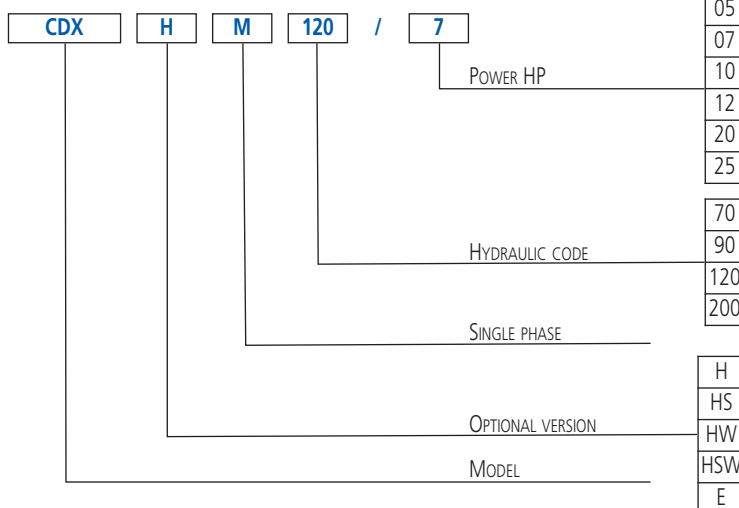 CDX H M 120 / 7
05
07
POWER HP 10
12
20
25
70
HYDRAULIC CODE 90
120
200
SINGLE PHASE
H
HS
OPTIONAL VERSION HW
MODEL HSW
E